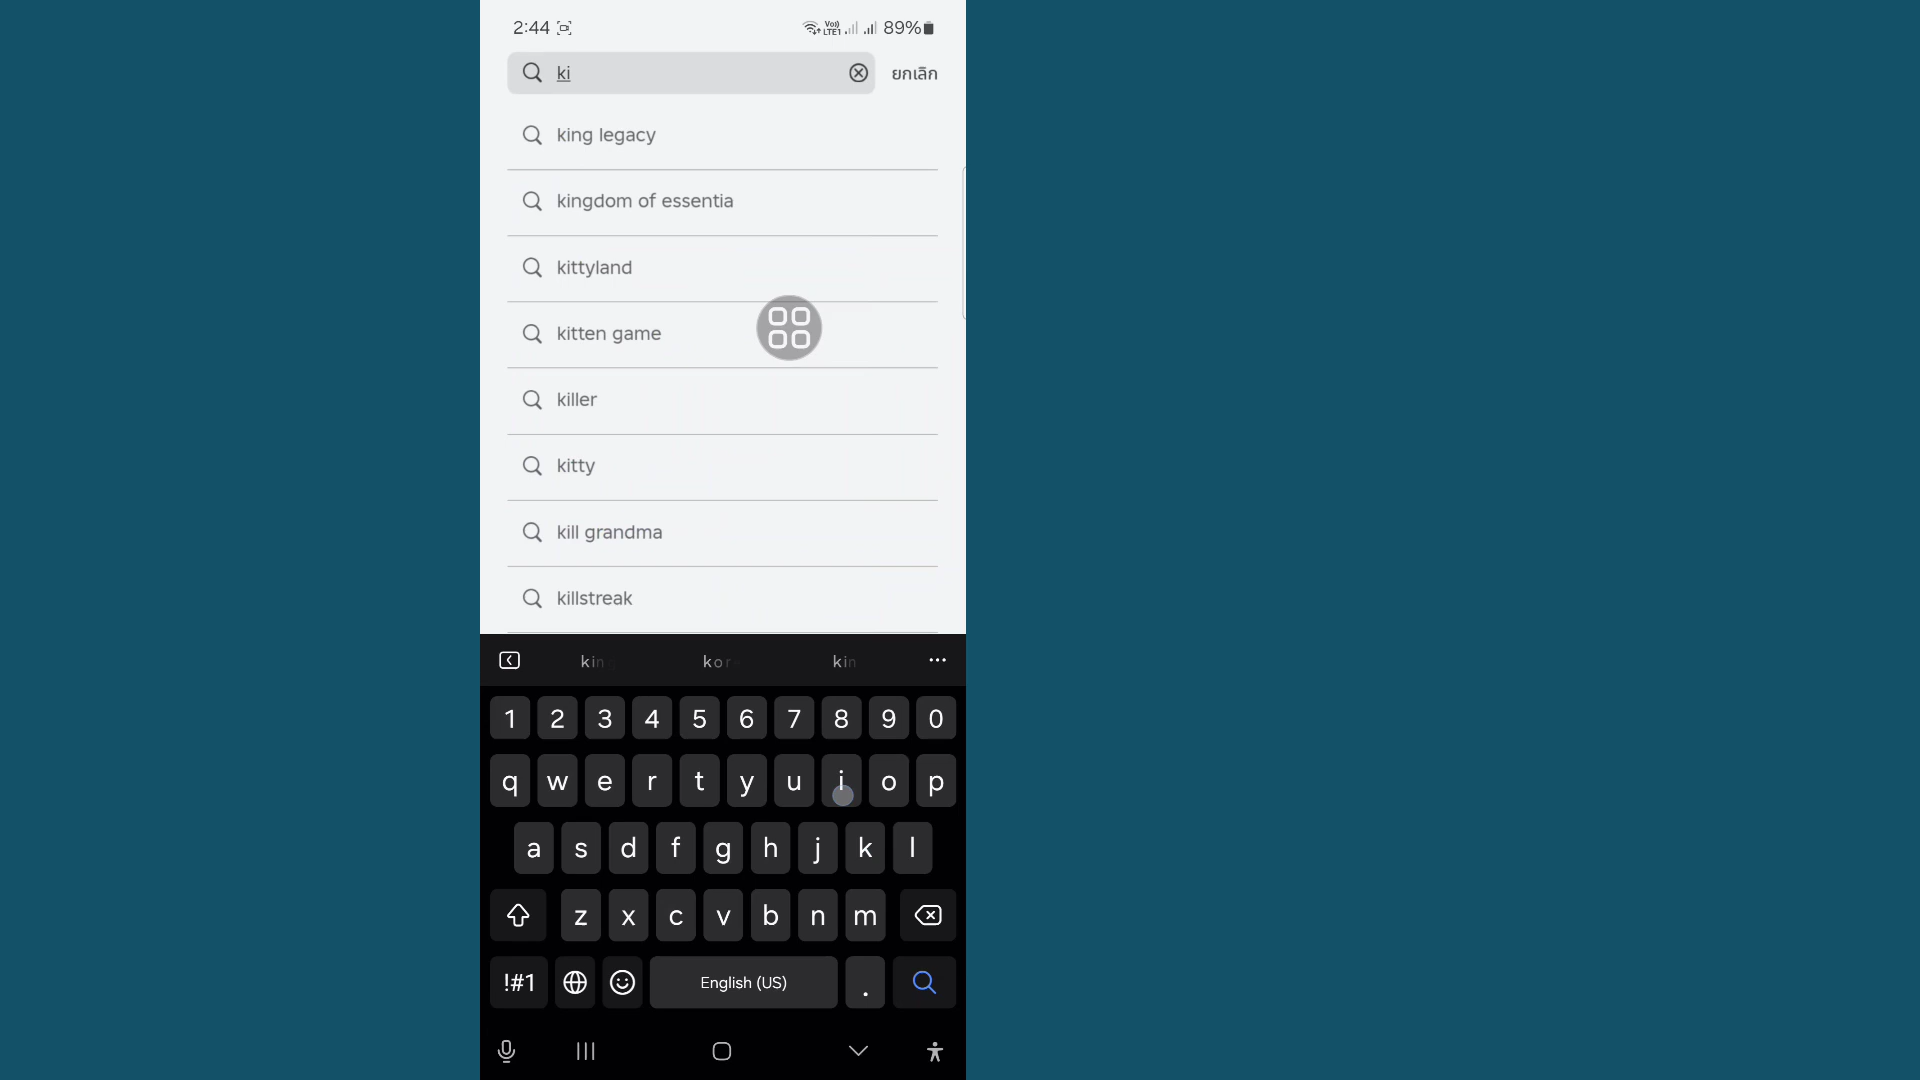 2:44 Vo)) LTE1 89%
ki ยกเลิก
king legacy
kingdom of essentia
kittyland
kitten game
killer
kitty
kill grandma
killstreak
kin kor kin
1 2 3 4 5 6 7 8 9 0
q w e r t y u i o p
a s d f g h j k l
z x c v b n m
!#1 English (US) .